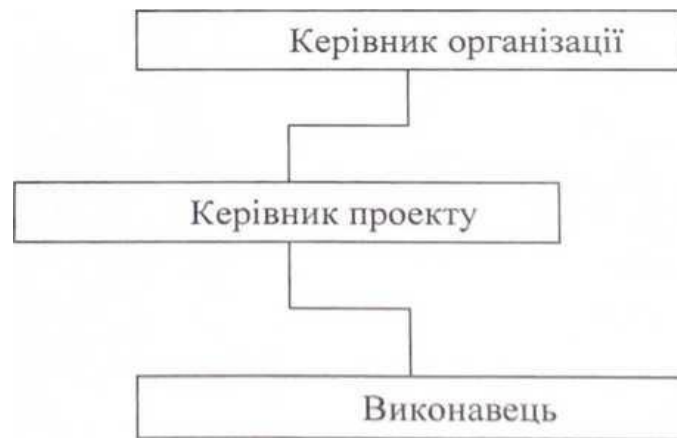 Керівник організації
Керівник проекту
Виконавець